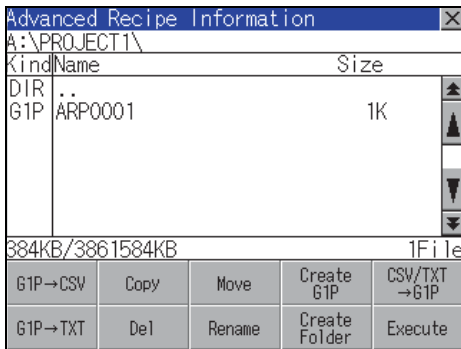 Advanced Recipe Information
A:\PROJECT1\
Kind Name Size
DIR ..
G1P ARP0001 1K
384KB/3861584KB 1File
G1P→CSV Copy Move Create G1P CSV/TXT →G1P
G1P→TXT Del Rename Create Folder Execute